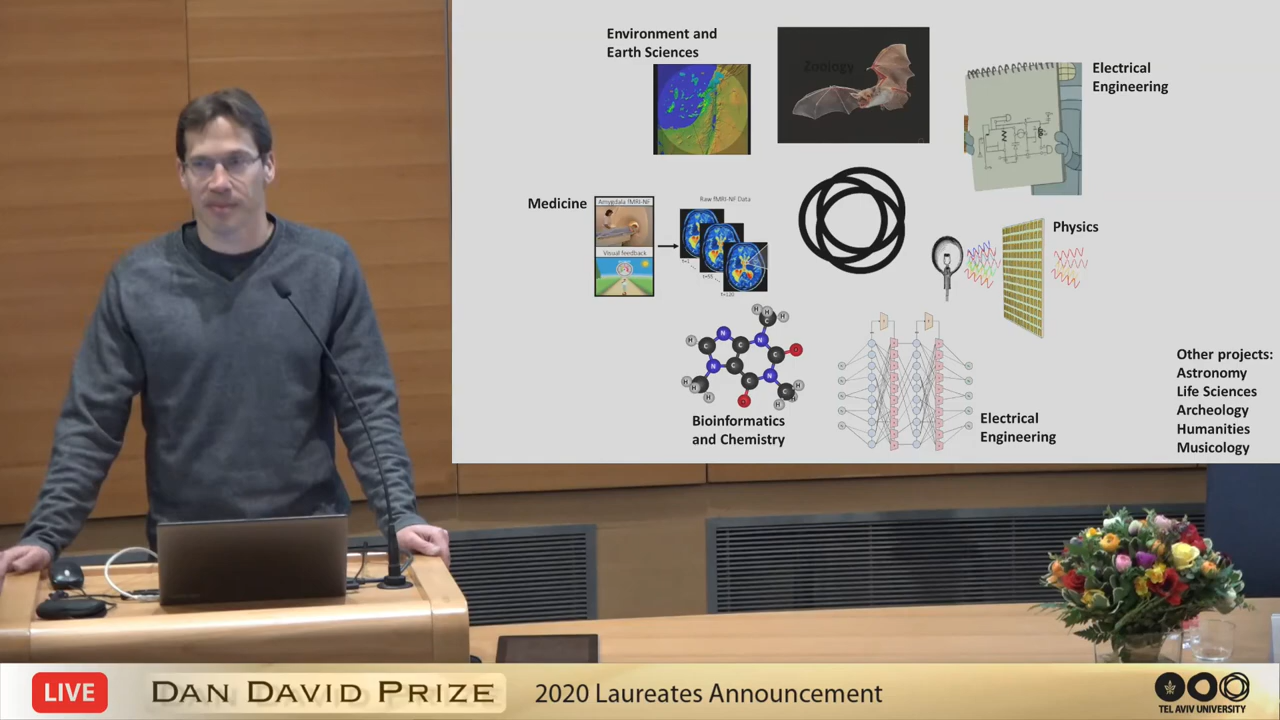 Environment and
Earth Sciences
Zoology
Electrical
Engineering
Medicine
Amygdala fMRI-NF
Visual feedback
Raw fMRI-NF Data
t=120
Physics
Bioinformatics
and Chemistry
Electrical
Engineering
Other projects:
Astronomy
Life Sciences
Archeology
Humanities
Musicology
LIVE
DAN DAVID PRIZE
2020 Laureates Announcement
TEL AVIV UNIVERSITY